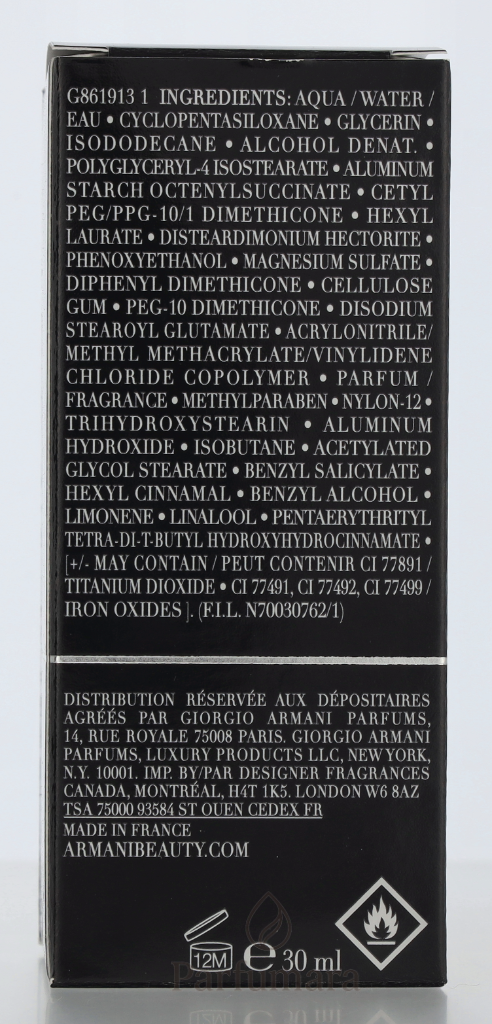 G861913 1 INGREDIENTS: AQUA / WATER /
EAU • CYCLOPENTASILOXANE • GLYCERIN •
ISODODECANE • ALCOHOL DENAT. •
POLYGLYCERYL-4 ISOSTEARATE • ALUMINUM
STARCH OCTENYLSUCCINATE • CETYL
PEG/PPG-10/1 DIMETHICONE • HEXYL
LAURATE • DISTEARDIMONIUM HECTORITE •
PHENOXYETHANOL • MAGNESIUM SULFATE •
DIPHENYL DIMETHICONE • CELLULOSE
GUM • PEG-10 DIMETHICONE • DISODIUM
STEAROYL GLUTAMATE • ACRYLONITRILE/
METHYL METHACRYLATE/VINYLIDENE
CHLORIDE COPOLYMER • PARFUM /
FRAGRANCE • METHYLPARABEN • NYLON-12 •
TRIHYDROXYSTEARIN • ALUMINUM
HYDROXIDE • ISOBUTANE • ACETYLATED
GLYCOL STEARATE • BENZYL SALICYLATE •
HEXYL CINNAMAL • BENZYL ALCOHOL •
LIMONENE • LINALOOL • PENTAERYTHRITYL
TETRA-DI-T-BUTYL HYDROXYHYDROCINNAMATE •
[+/- MAY CONTAIN / PEUT CONTENIR CI 77891 /
TITANIUM DIOXIDE • CI 77491, CI 77492, CI 77499 /
IRON OXIDES ]. (F.I.L. N70030762/1)
DISTRIBUTION RÉSERVÉE AUX DÉPOSITAIRES
AGRÉÉS PAR GIORGIO ARMANI PARFUMS,
14, RUE ROYALE 75008 PARIS. GIORGIO ARMANI
PARFUMS, LUXURY PRODUCTS LLC, NEW YORK,
N.Y. 10001. IMP. BY/PAR DESIGNER FRAGRANCES
CANADA, MONTRÉAL, H4T 1K5. LONDON W6 8AZ
TSA 75000 93584 ST OUEN CEDEX FR
MADE IN FRANCE
ARMANIBEAUTY.COM
12M e 30 ml
Parfumara